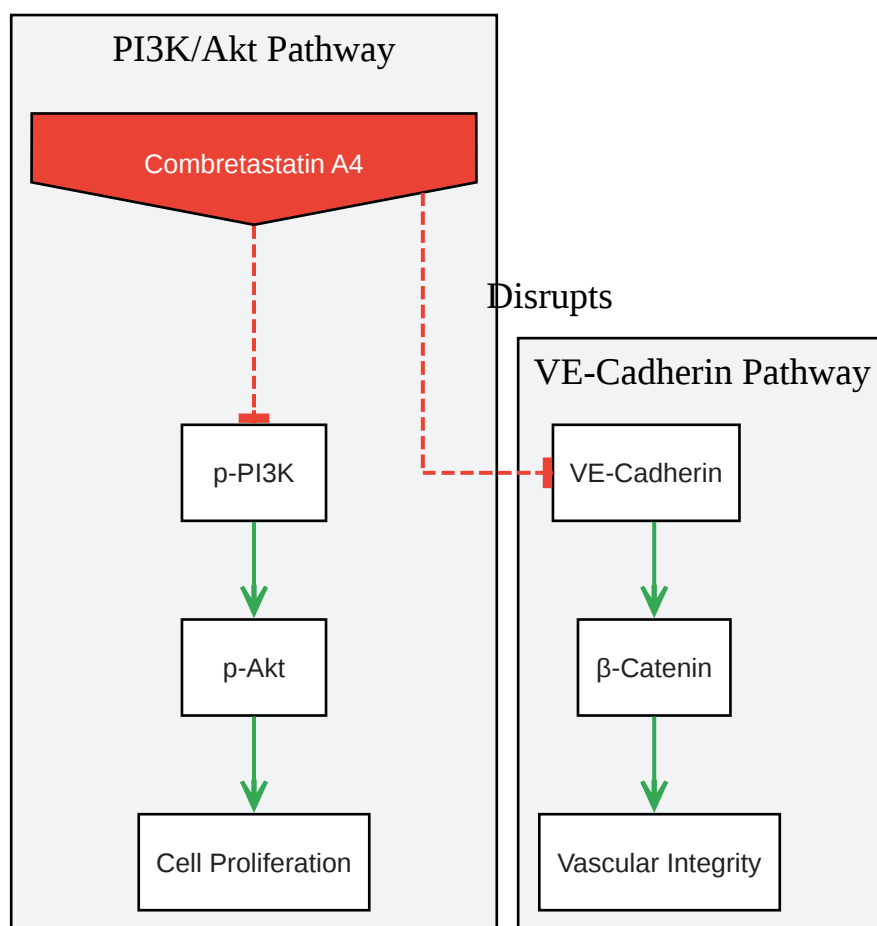 PI3K/Akt Pathway
Combretastatin A4
Disrupts
VE-Cadherin Pathway
p-PI3K
VE-Cadherin
p-Akt
β-Catenin
Cell Proliferation
Vascular Integrity